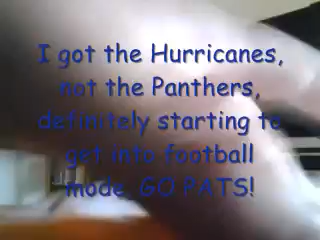 I got the Hurricanes,
not the Panthers,
definitely starting to
get into football
mode. GO PATS!